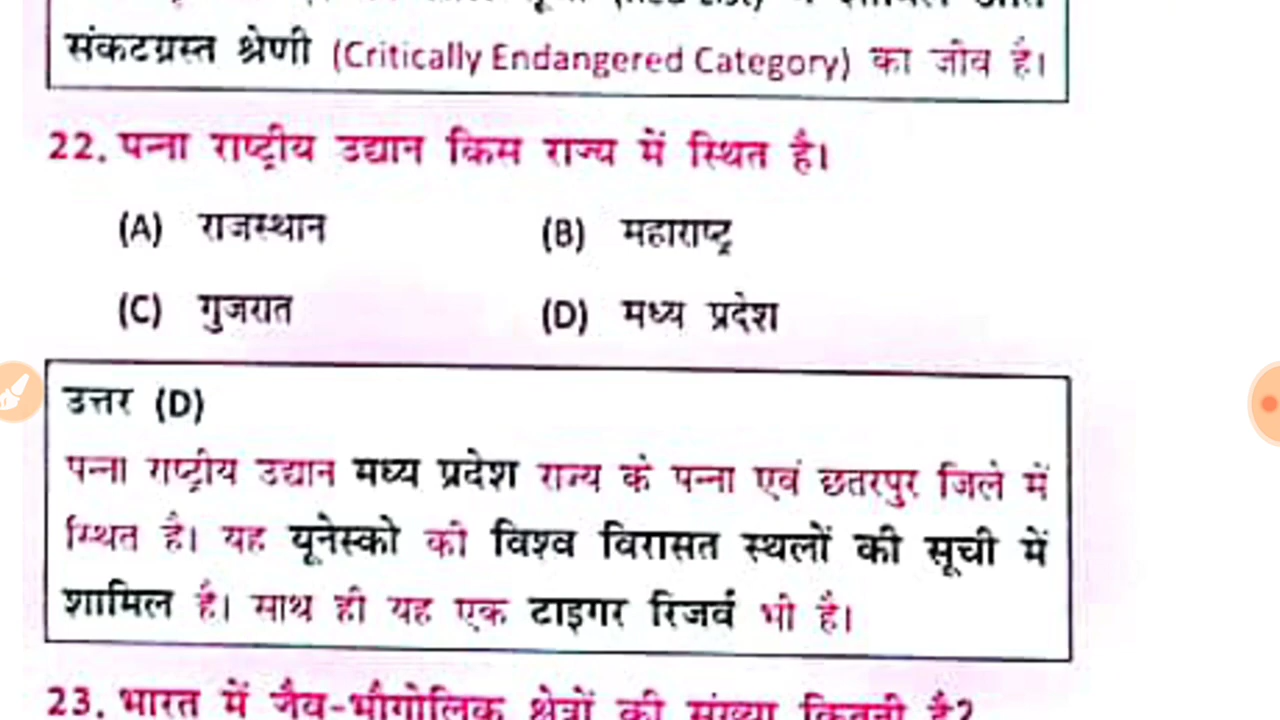 संकटग्रस्त श्रेणी (Critically Endangered Category) का जीव है।
22. पन्ना राष्ट्रीय उद्यान किस राज्य में स्थित है।
(A) राजस्थान (B) महाराष्ट्र
(C) गुजरात (D) मध्य प्रदेश
उत्तर (D)
पन्ना राष्ट्रीय उद्यान मध्य प्रदेश राज्य के पन्ना एवं छतरपुर जिले में
स्थित है। यह यूनेस्को की विश्व विरासत स्थलों की सूची में
शामिल है। साथ ही यह एक टाइगर रिजर्व भी है।
23. भारत में जैव-भौगोलिक क्षेत्रों की संख्या कितनी है?